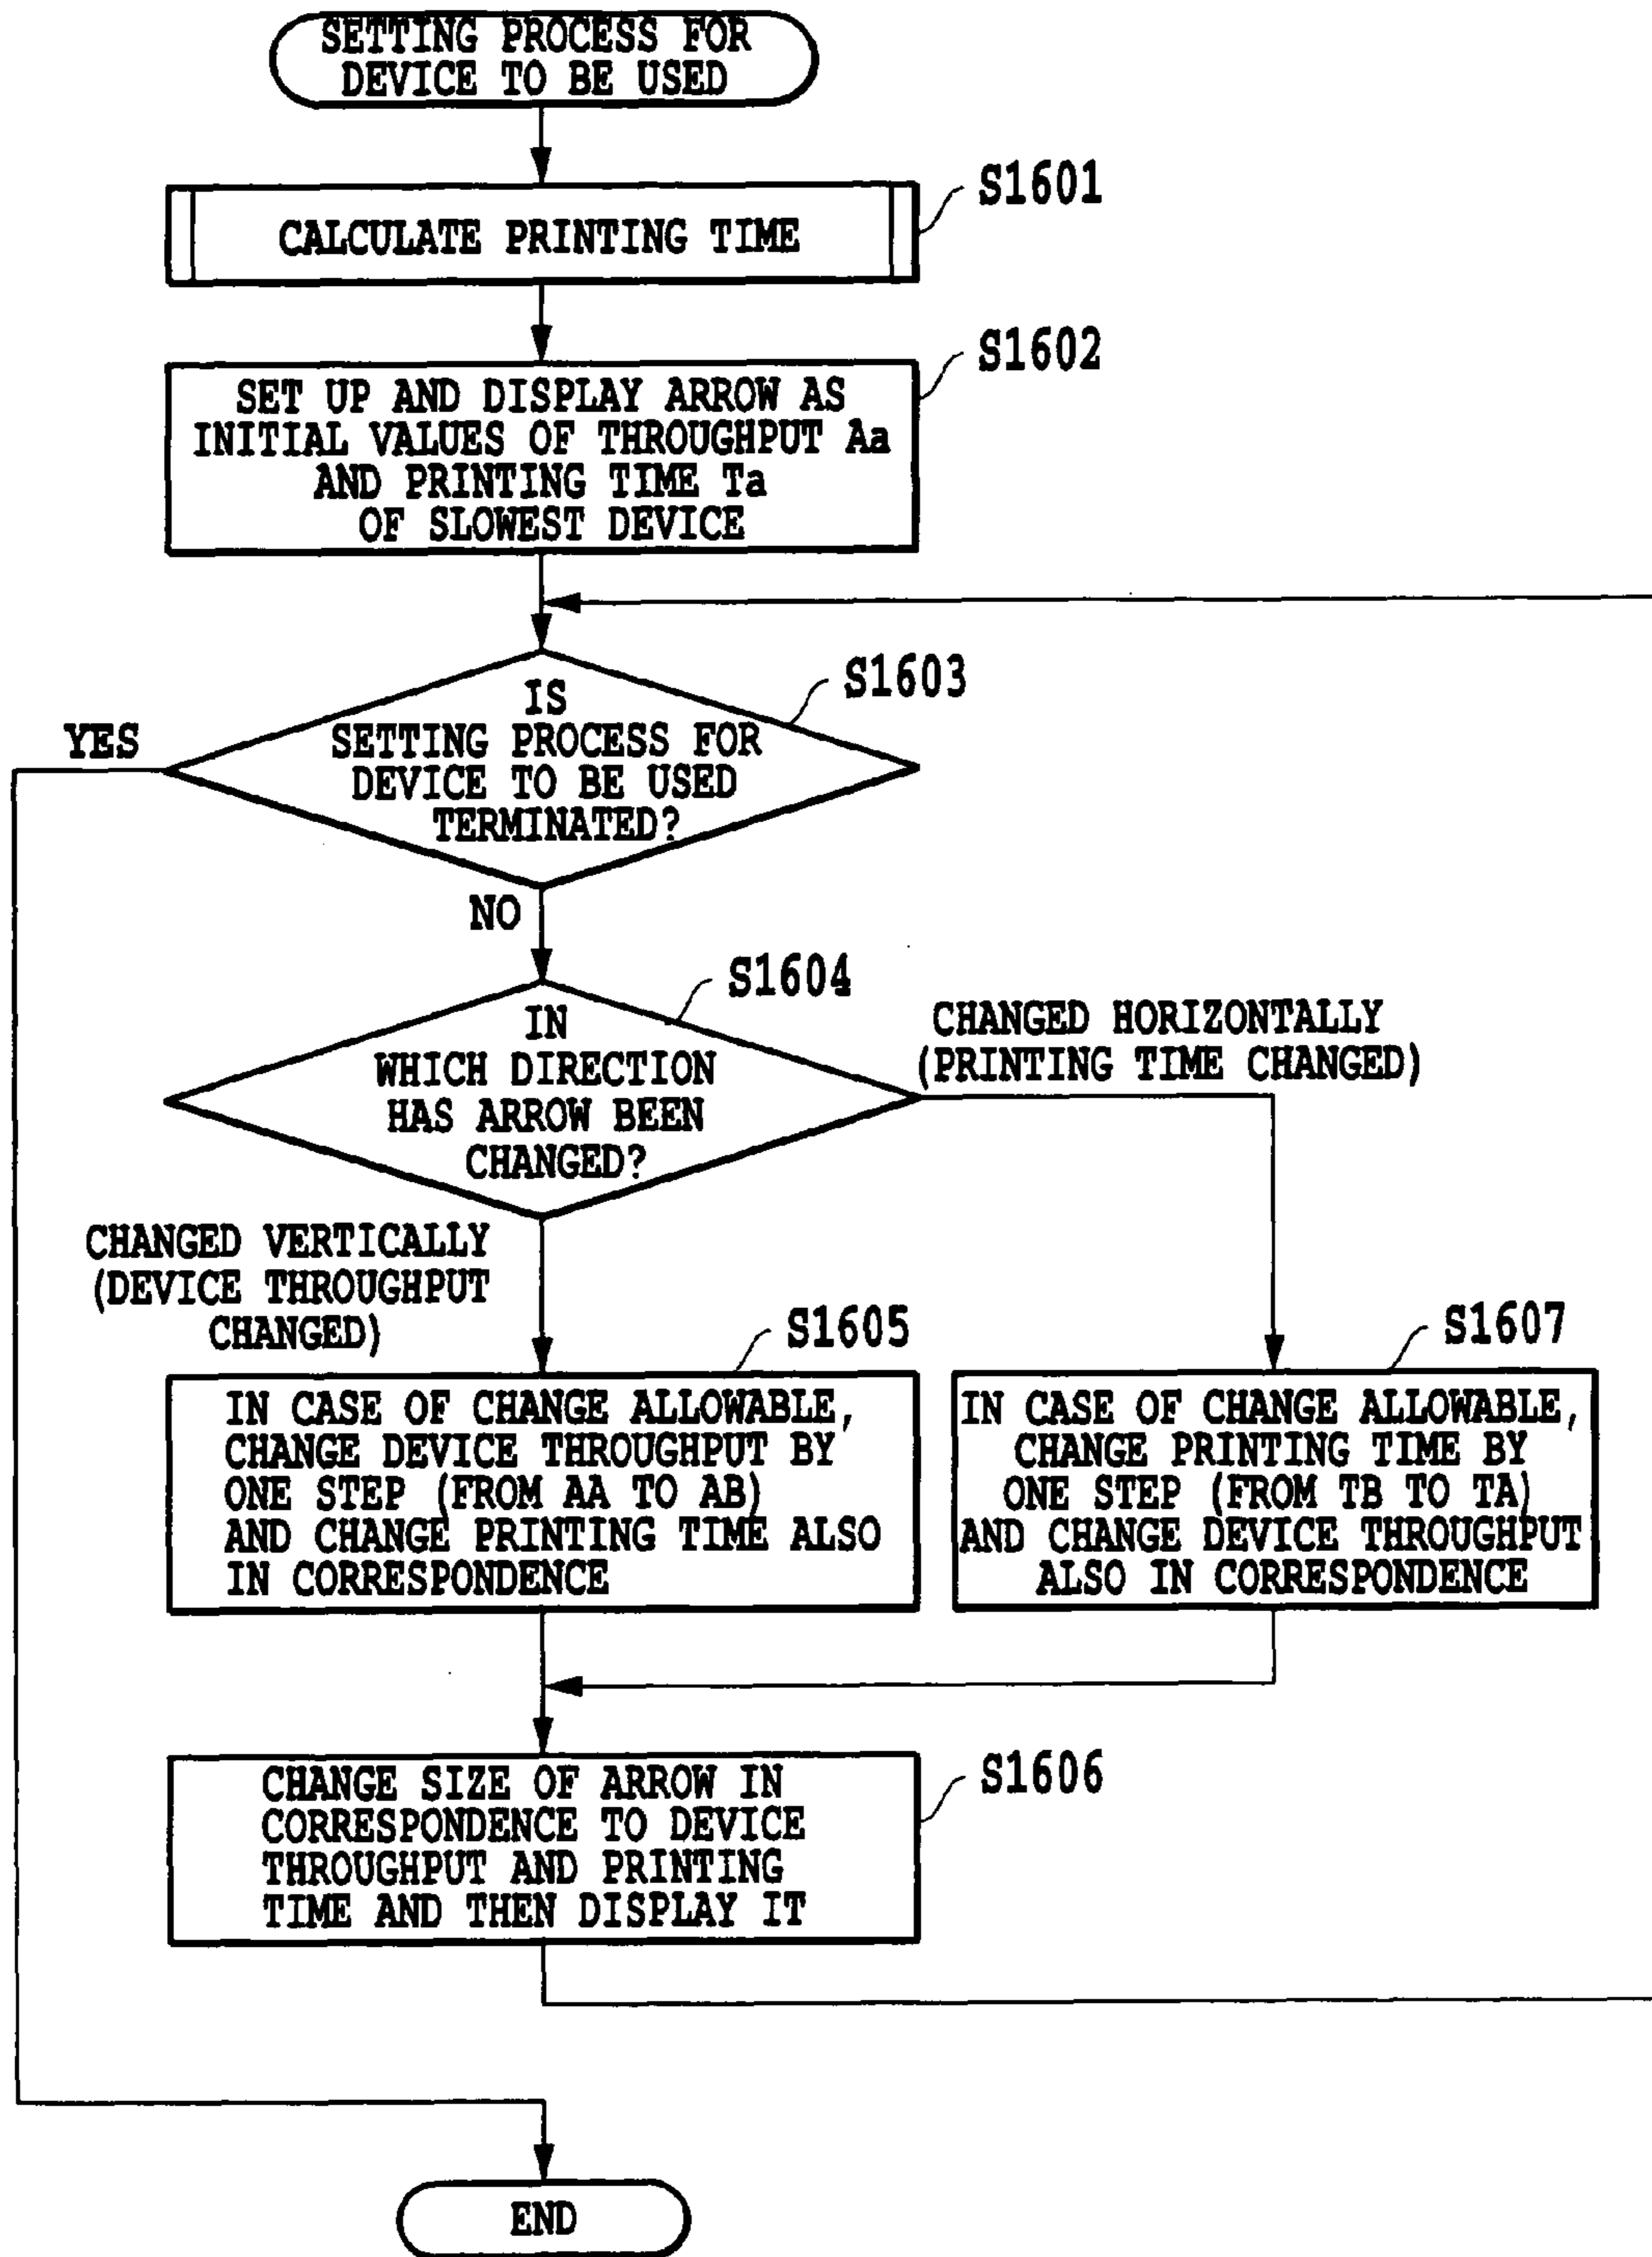 SETTING PROCESS FOR
DEVICE TO BE USED
S1601
CALCULATE PRINTING TIME
S1602
SET UP AND DISPLAY ARROW AS
INITIAL VALUES OF THROUGHPUT Aa
AND PRINTING TIME Ta
OF SLOWEST DEVICE
S1603
IS
SETTING PROCESS FOR
DEVICE TO BE USED
TERMINATED?
YES
NO
S1604
IN
WHICH DIRECTION
HAS ARROW BEEN
CHANGED?
CHANGED HORIZONTALLY
(PRINTING TIME CHANGED)
CHANGED VERTICALLY
(DEVICE THROUGHPUT
CHANGED)
S1605
IN CASE OF CHANGE ALLOWABLE,
CHANGE DEVICE THROUGHPUT BY
ONE STEP (FROM AA TO AB)
AND CHANGE PRINTING TIME ALSO
IN CORRESPONDENCE
S1607
IN CASE OF CHANGE ALLOWABLE,
CHANGE PRINTING TIME BY
ONE STEP (FROM TB TO TA)
AND CHANGE DEVICE THROUGHPUT
ALSO IN CORRESPONDENCE
S1606
CHANGE SIZE OF ARROW IN
CORRESPONDENCE TO DEVICE
THROUGHPUT AND PRINTING
TIME AND THEN DISPLAY IT
END